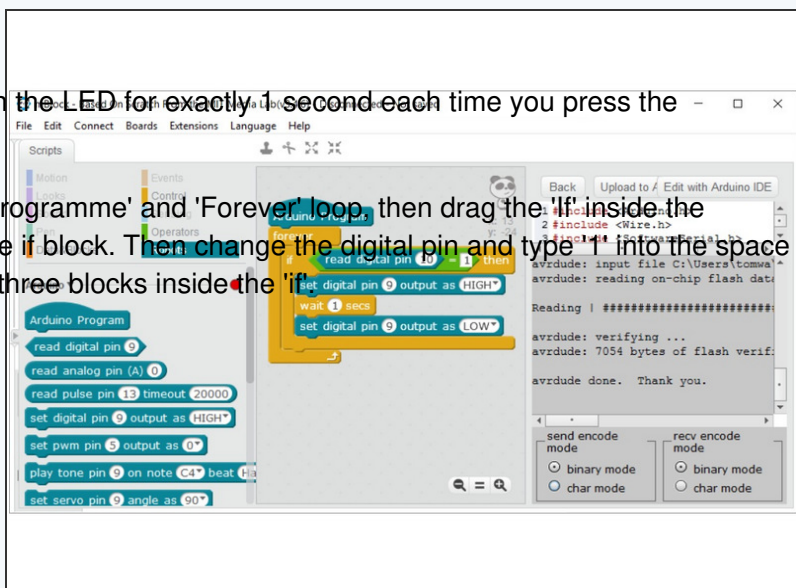 n the LED for exactly 1 second each time you press the
File Edit Connect Boards Extensions Language Help
Scripts
Motion
Events
Looks
Control
rogramme' and 'Forever' loop, then drag the 'If' inside the
Operators
e if block. Then change the digital pin and type '1' into the space
three blocks inside the 'if'.
Arduino Program
read digital pin 9
read analog pin (A) 0
read pulse pin 13 timeout 20000
set digital pin 9 output as HIGH
set pwm pin 5 output as 0
play tone pin 9 on note C4 beat Ha
set servo pin 9 angle as 90
Arduino Program
forever
if read digital pin 10 = 1 then
set digital pin 9 output as HIGH
wait 1 secs
set digital pin 9 output as LOW
Back Upload to A Edit with Arduino IDE
1 #include
2 #include <Wire.h>
3 #include <SoftwareSerial.h>
avrdude: input file C:\Users\tomwa
avrdude: reading on-chip flash data
Reading | ########################
avrdude: verifying ...
avrdude: 7054 bytes of flash verif
avrdude done. Thank you.
send encode mode
binary mode
char mode
recv encode mode
binary mode
char mode